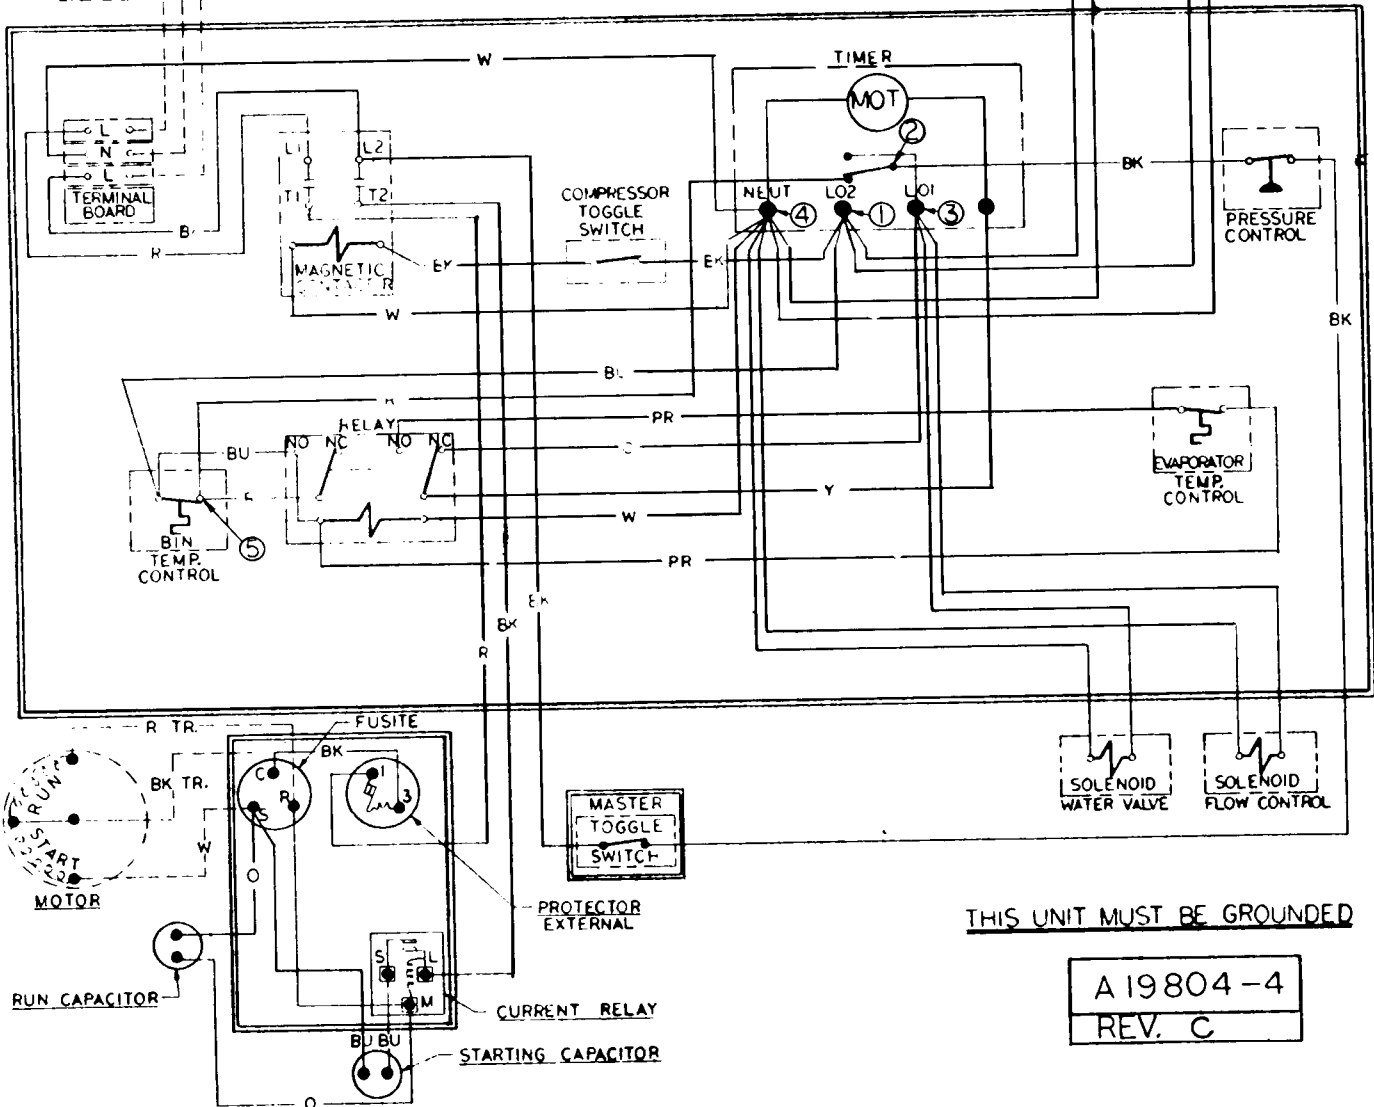 W
TIMER
MOT
2
L
N
L
TERMINAL
BOARD
L1
L2
T1
T2
R
MAGNETIC
W
COMPRESSOR
TOGGLE
SWITCH
NEUT
LO2
LO1
4
1
3
BK
PRESSURE
CONTROL
BK
RELAY
NO
NC
NO
NC
BU
PR
Y
W
PR
BIN
TEMP.
CONTROL
5
EVAPORATOR
TEMP.
CONTROL
BK
R
R TR.
BK TR.
W
RUN
START
MOTOR
FUSITE
BK
C
S
R
1
3
O
PROTECTOR
EXTERNAL
MASTER
TOGGLE
SWITCH
SOLENOID
WATER VALVE
SOLENOID
FLOW CONTROL
RUN CAPACITOR
S
L
M
CURRENT RELAY
BU BU
STARTING CAPACITOR
O
THIS UNIT MUST BE GROUNDED
A19804-4
REV. C